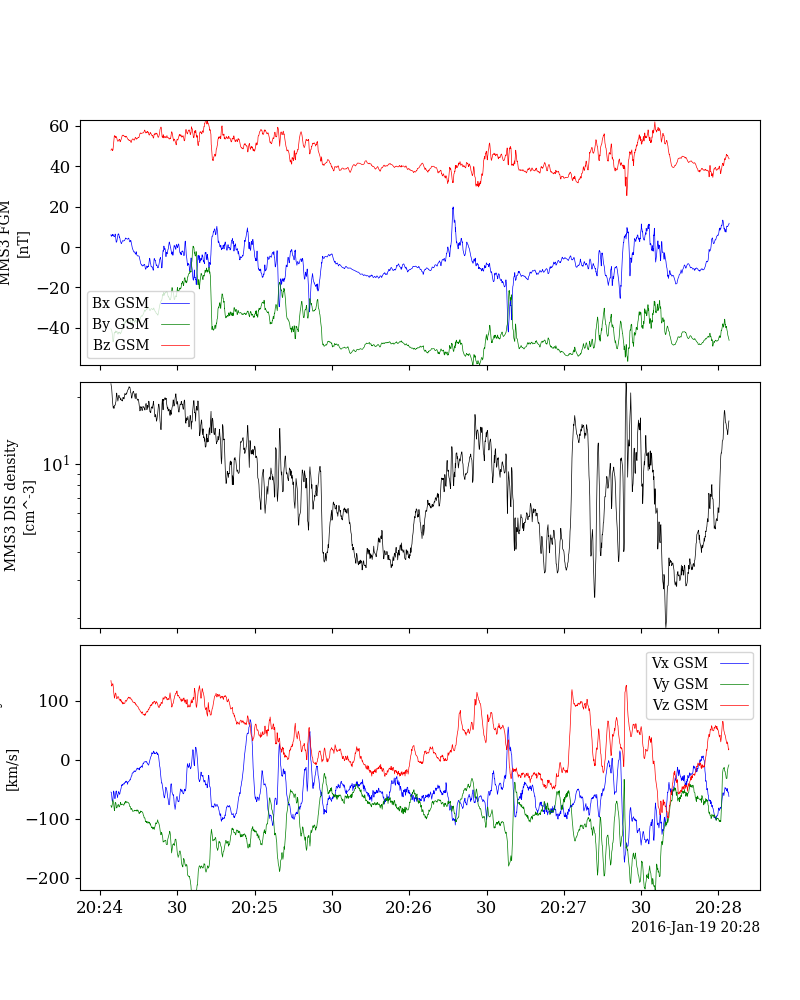 60
40
20
0
−20
−40
MMS3 FGM
[nT]
Bx GSM
By GSM
Bz GSM
10¹
MMS3 DIS density
[cm^-3]
100
0
−100
−200
[km/s]
Vx GSM
Vy GSM
Vz GSM
20:24 30 20:25 30 20:26 30 20:27 30 20:28
2016-Jan-19 20:28